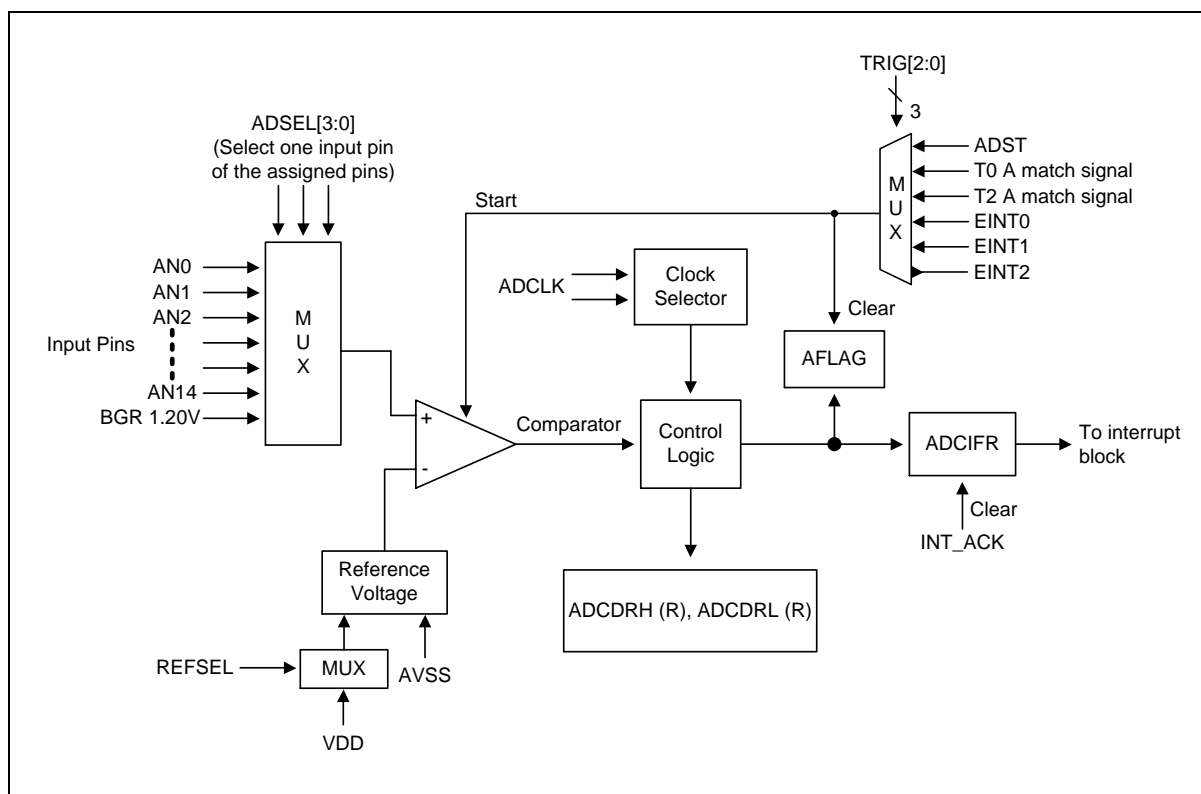 TRIG[2:0]
3
ADSEL[3:0]
(Select one input pin
of the assigned pins)
ADST
T0 A match signal
T2 A match signal
EINT0
EINT1
EINT2
M
U
X
Start
AN0
AN1
AN2
Input Pins
AN14
BGR 1.20V
M
U
X
ADCLK
Clock
Selector
Clear
AFLAG
+
-
Comparator
Control
Logic
ADCIFR
To interrupt
block
Clear
INT_ACK
Reference
Voltage
ADCDRH (R), ADCDRL (R)
REFSEL
MUX
AVSS
VDD